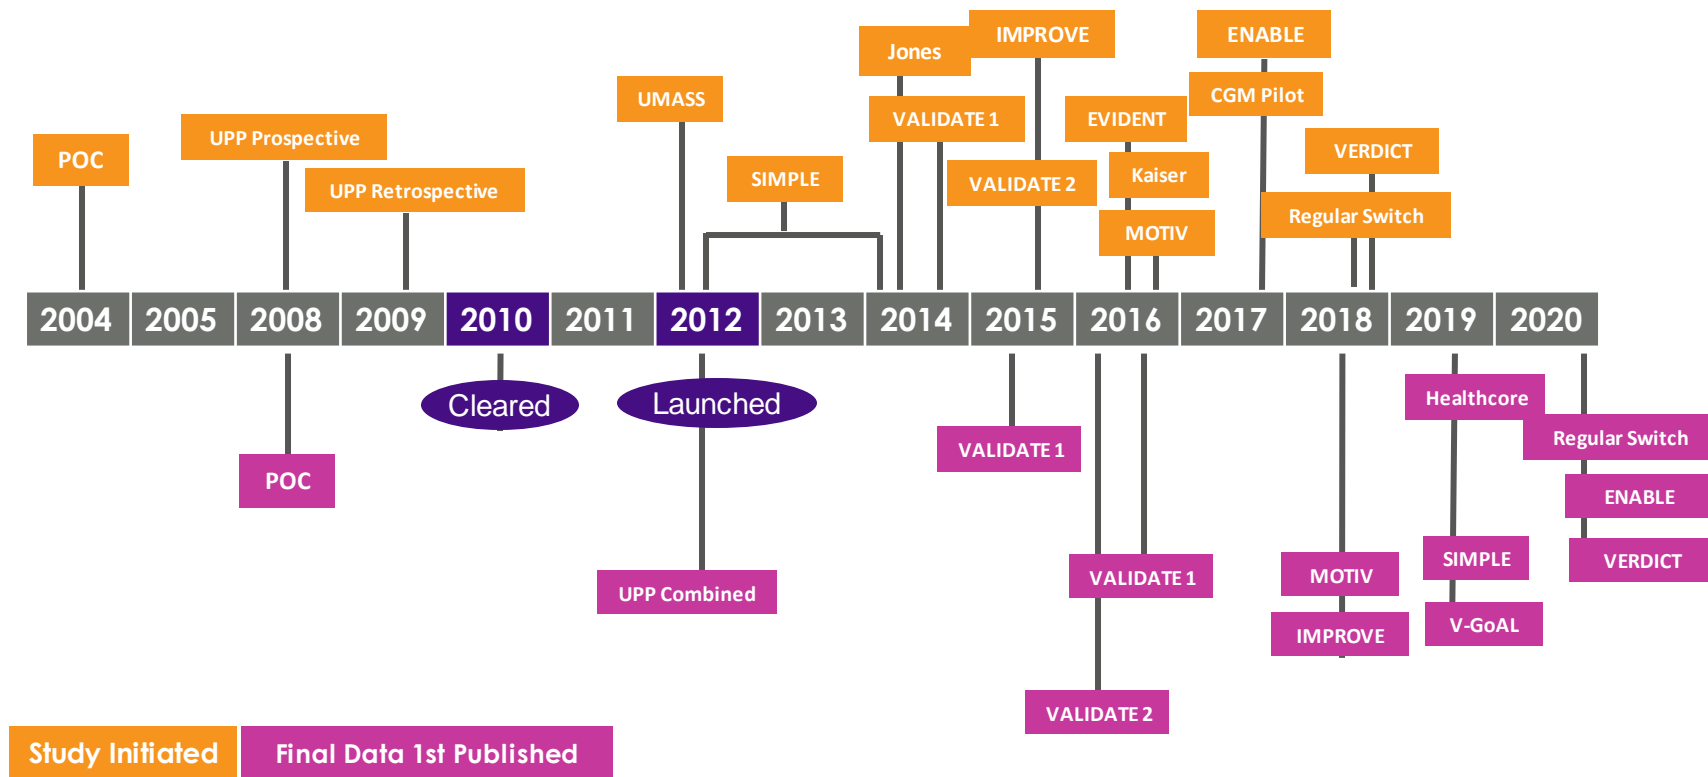 IMPROVE
ENABLE
Jones
CGM Pilot
UMASS
VALIDATE 1
EVIDENT
UPP Prospective
VERDICT
POC
Kaiser
SIMPLE
VALIDATE 2
UPP Retrospective
Regular Switch
MOTIV
2004 2005 2008 2009 2010 2011 2012 2013 2014 2015 2016 2017 2018 2019 2020
Cleared
Launched
Healthcore
Regular Switch
VALIDATE 1
POC
ENABLE
SIMPLE
VERDICT
MOTIV
VALIDATE 1
UPP Combined
V-GoAL
IMPROVE
VALIDATE 2
Study Initiated
Final Data 1st Published